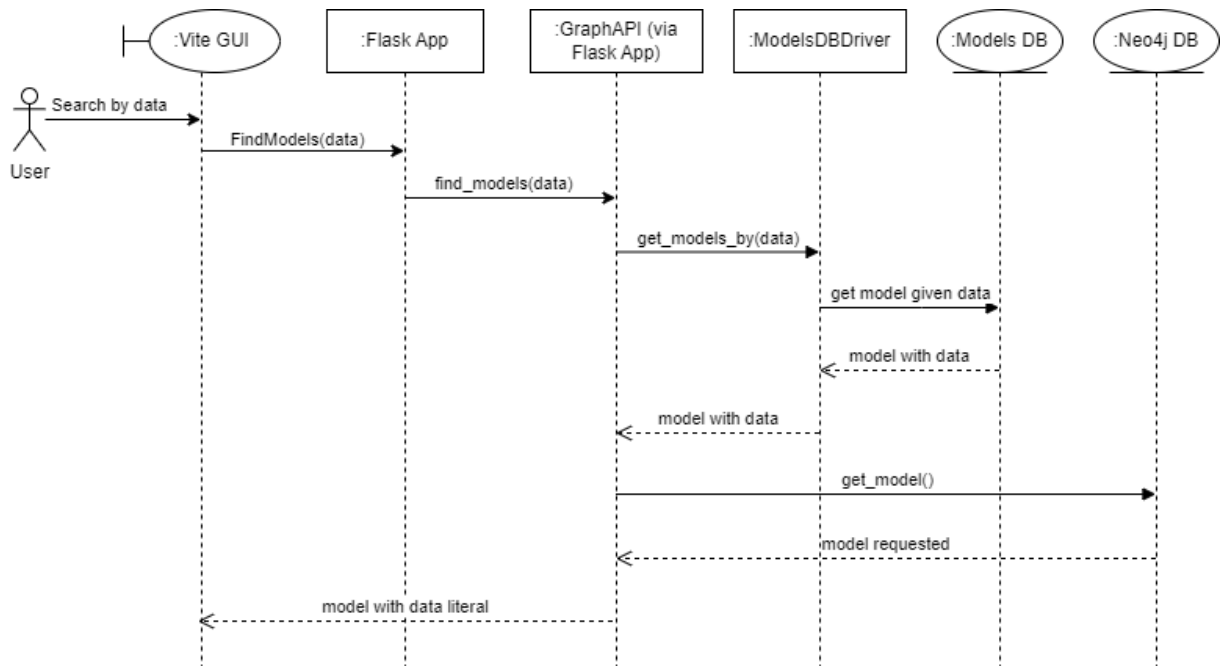 :Vite GUI
:Flask App
:GraphAPI (via
Flask App)
:ModelsDBDriver
:Models DB
:Neo4j DB
Search by data
User
FindModels(data)
find_models(data)
get_models_by(data)
get model given data
model with data
model with data
get_model()
model requested
model with data literal